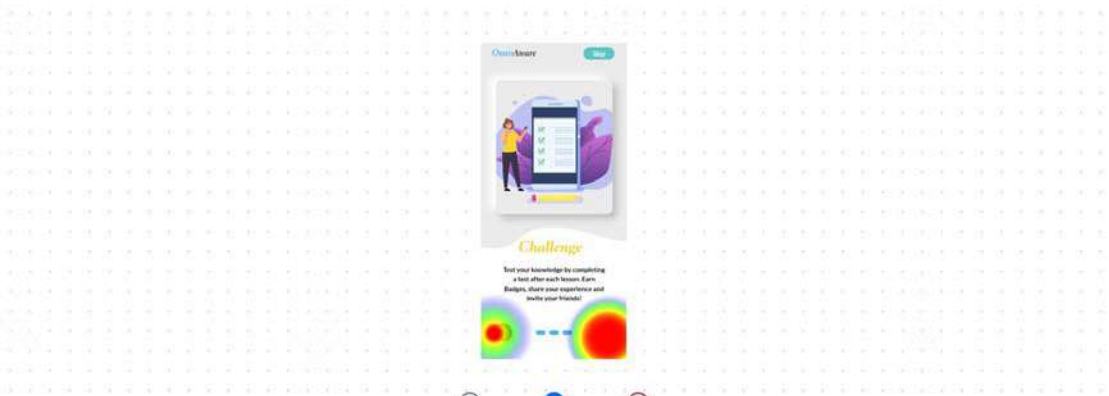 Skip
Challenge
Test your knowledge by completing
a test after each lesson. Earn
Badges, share your experience and
invite your friends!